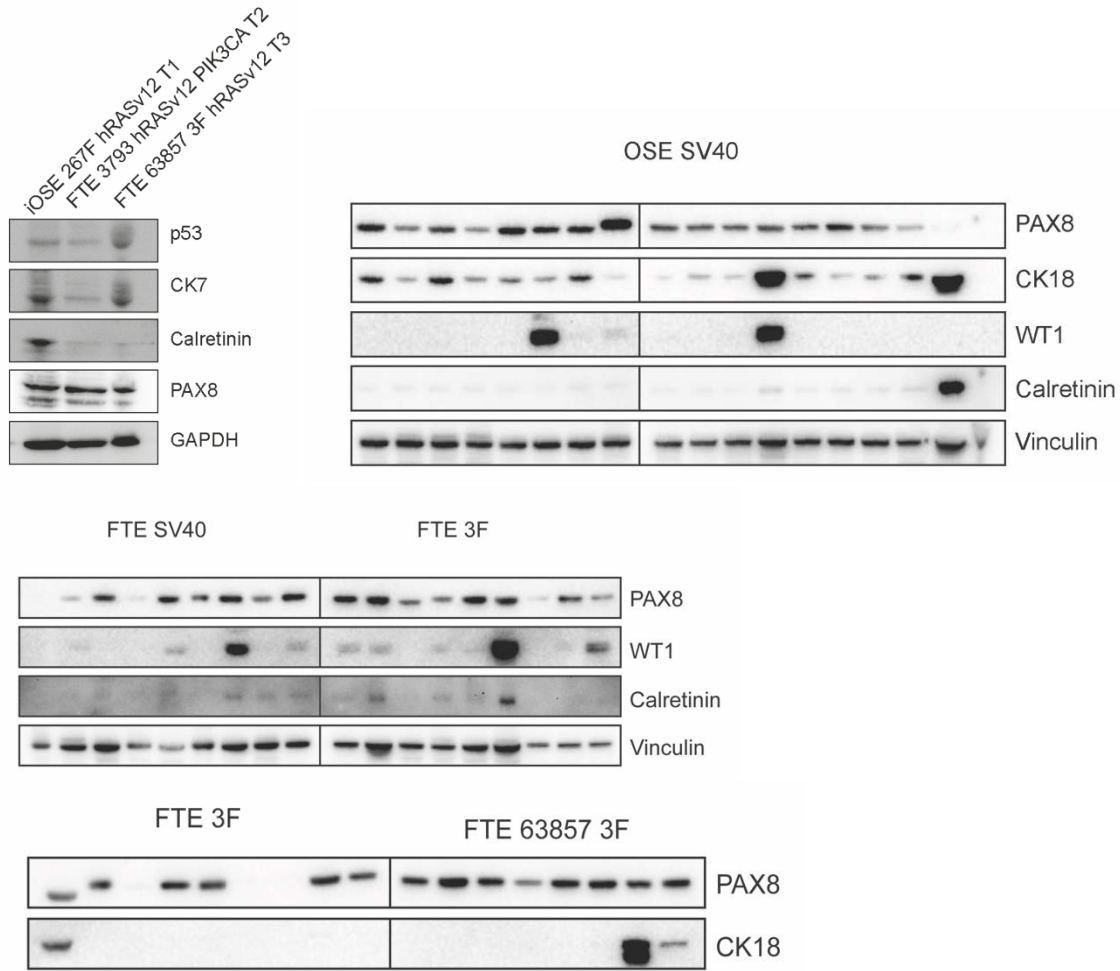 iOSE 267F hRASv12 T1
FTE 3793 hRASv12 PIK3CA T2
FTE 63857 3F hRASv12 T3
p53
CK7
Calretinin
PAX8
GAPDH
OSE SV40
PAX8
CK18
WT1
Calretinin
Vinculin
FTE SV40
FTE 3F
PAX8
WT1
Calretinin
Vinculin
FTE 3F
FTE 63857 3F
PAX8
CK18